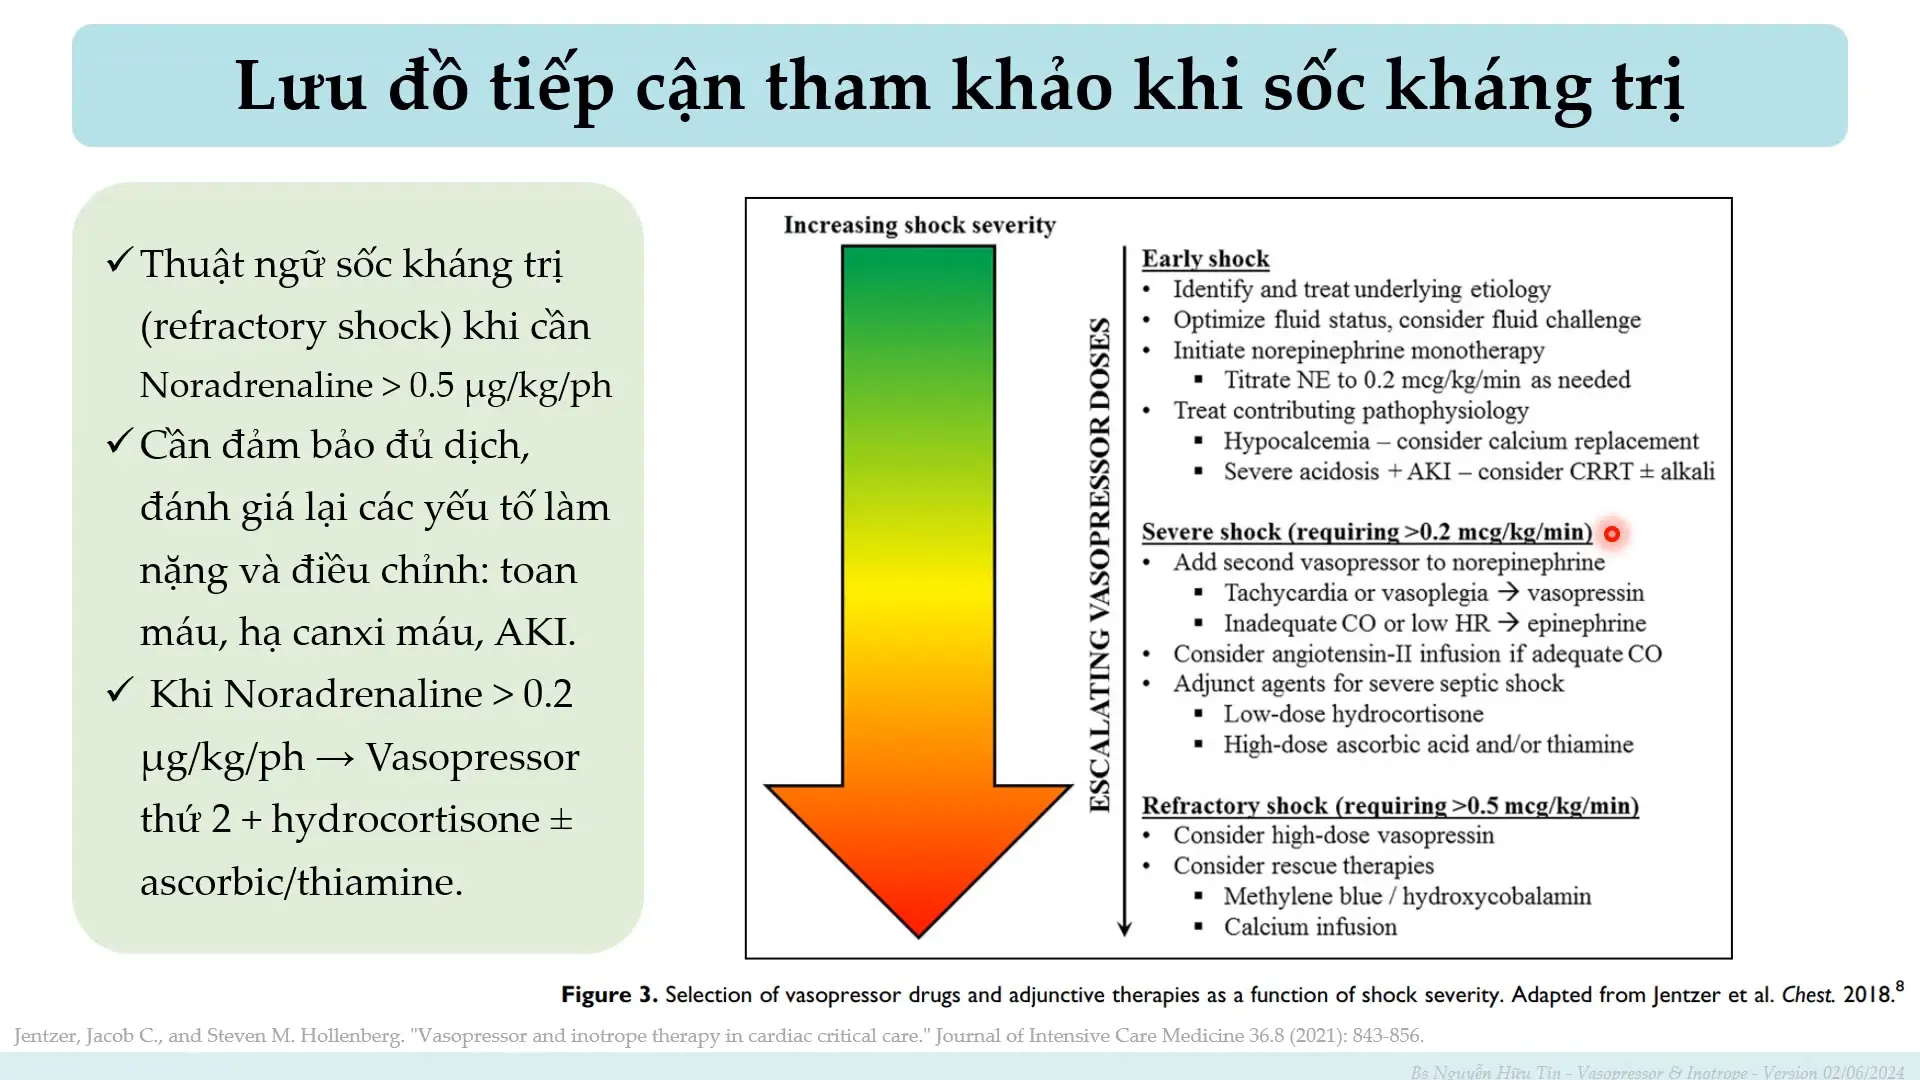 Lưu đồ tiếp cận tham khảo khi sốc kháng trị
✓ Thuật ngữ sốc kháng trị
(refractory shock) khi cần
Noradrenaline > 0.5 µg/kg/ph
✓ Cần đảm bảo đủ dịch,
đánh giá lại các yếu tố làm
nặng và điều chỉnh: toan
máu, hạ canxi máu, AKI.
✓ Khi Noradrenaline > 0.2
µg/kg/ph → Vasopressor
thứ 2 + hydrocortisone ±
ascorbic/thiamine.
Increasing shock severity
ESCALATING VASOPRESSOR DOSES
Early shock
• Identify and treat underlying etiology
• Optimize fluid status, consider fluid challenge
• Initiate norepinephrine monotherapy
▪ Titrate NE to 0.2 mcg/kg/min as needed
• Treat contributing pathophysiology
▪ Hypocalcemia – consider calcium replacement
▪ Severe acidosis + AKI – consider CRRT ± alkali
Severe shock (requiring >0.2 mcg/kg/min)
• Add second vasopressor to norepinephrine
▪ Tachycardia or vasoplegia → vasopressin
▪ Inadequate CO or low HR → epinephrine
• Consider angiotensin-II infusion if adequate CO
• Adjunct agents for severe septic shock
▪ Low-dose hydrocortisone
▪ High-dose ascorbic acid and/or thiamine
Refractory shock (requiring >0.5 mcg/kg/min)
• Consider high-dose vasopressin
• Consider rescue therapies
▪ Methylene blue / hydroxycobalamin
▪ Calcium infusion
Figure 3. Selection of vasopressor drugs and adjunctive therapies as a function of shock severity. Adapted from Jentzer et al. Chest. 2018.⁸
Jentzer, Jacob C., and Steven M. Hollenberg. "Vasopressor and inotrope therapy in cardiac critical care." Journal of Intensive Care Medicine 36.8 (2021): 843-856.
Bs Nguyễn Hữu Tín - Vasopressor & Inotrope - Version 02/06/2024